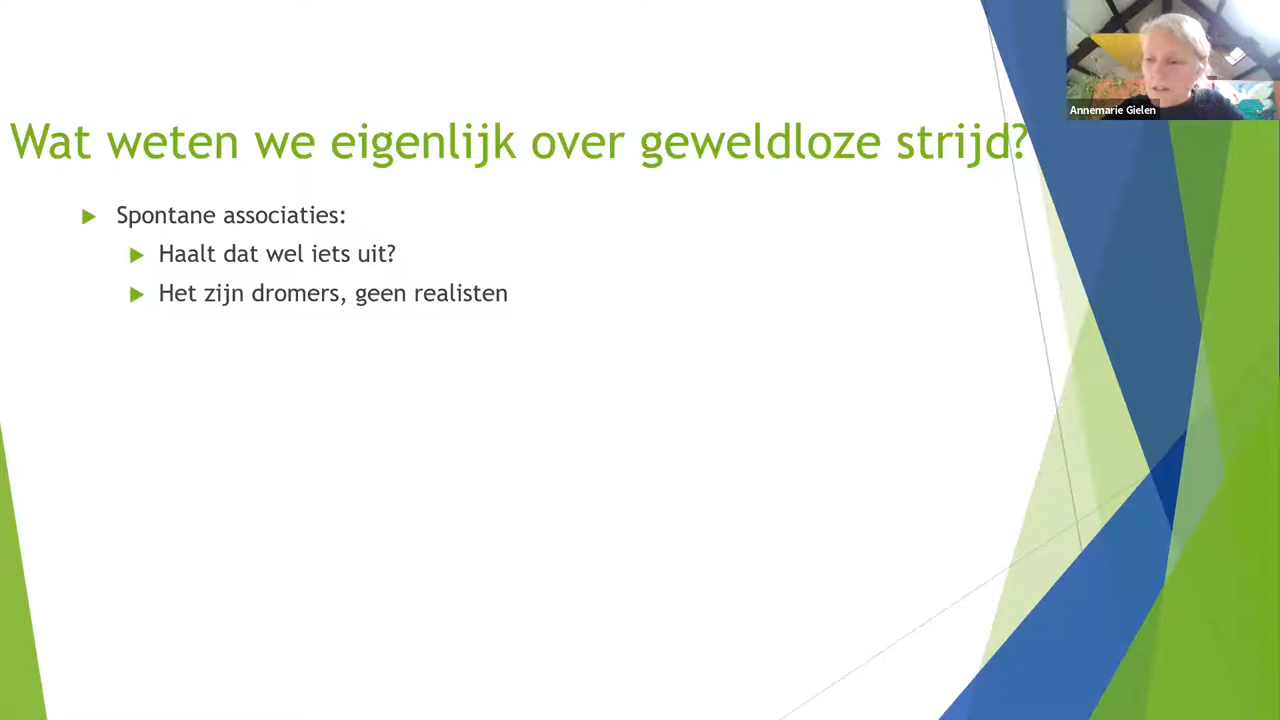 Wat weten we eigenlijk over geweldloze strijd?
Spontane associaties:
Haalt dat wel iets uit?
Het zijn dromers, geen realisten
Annemarie Gielen